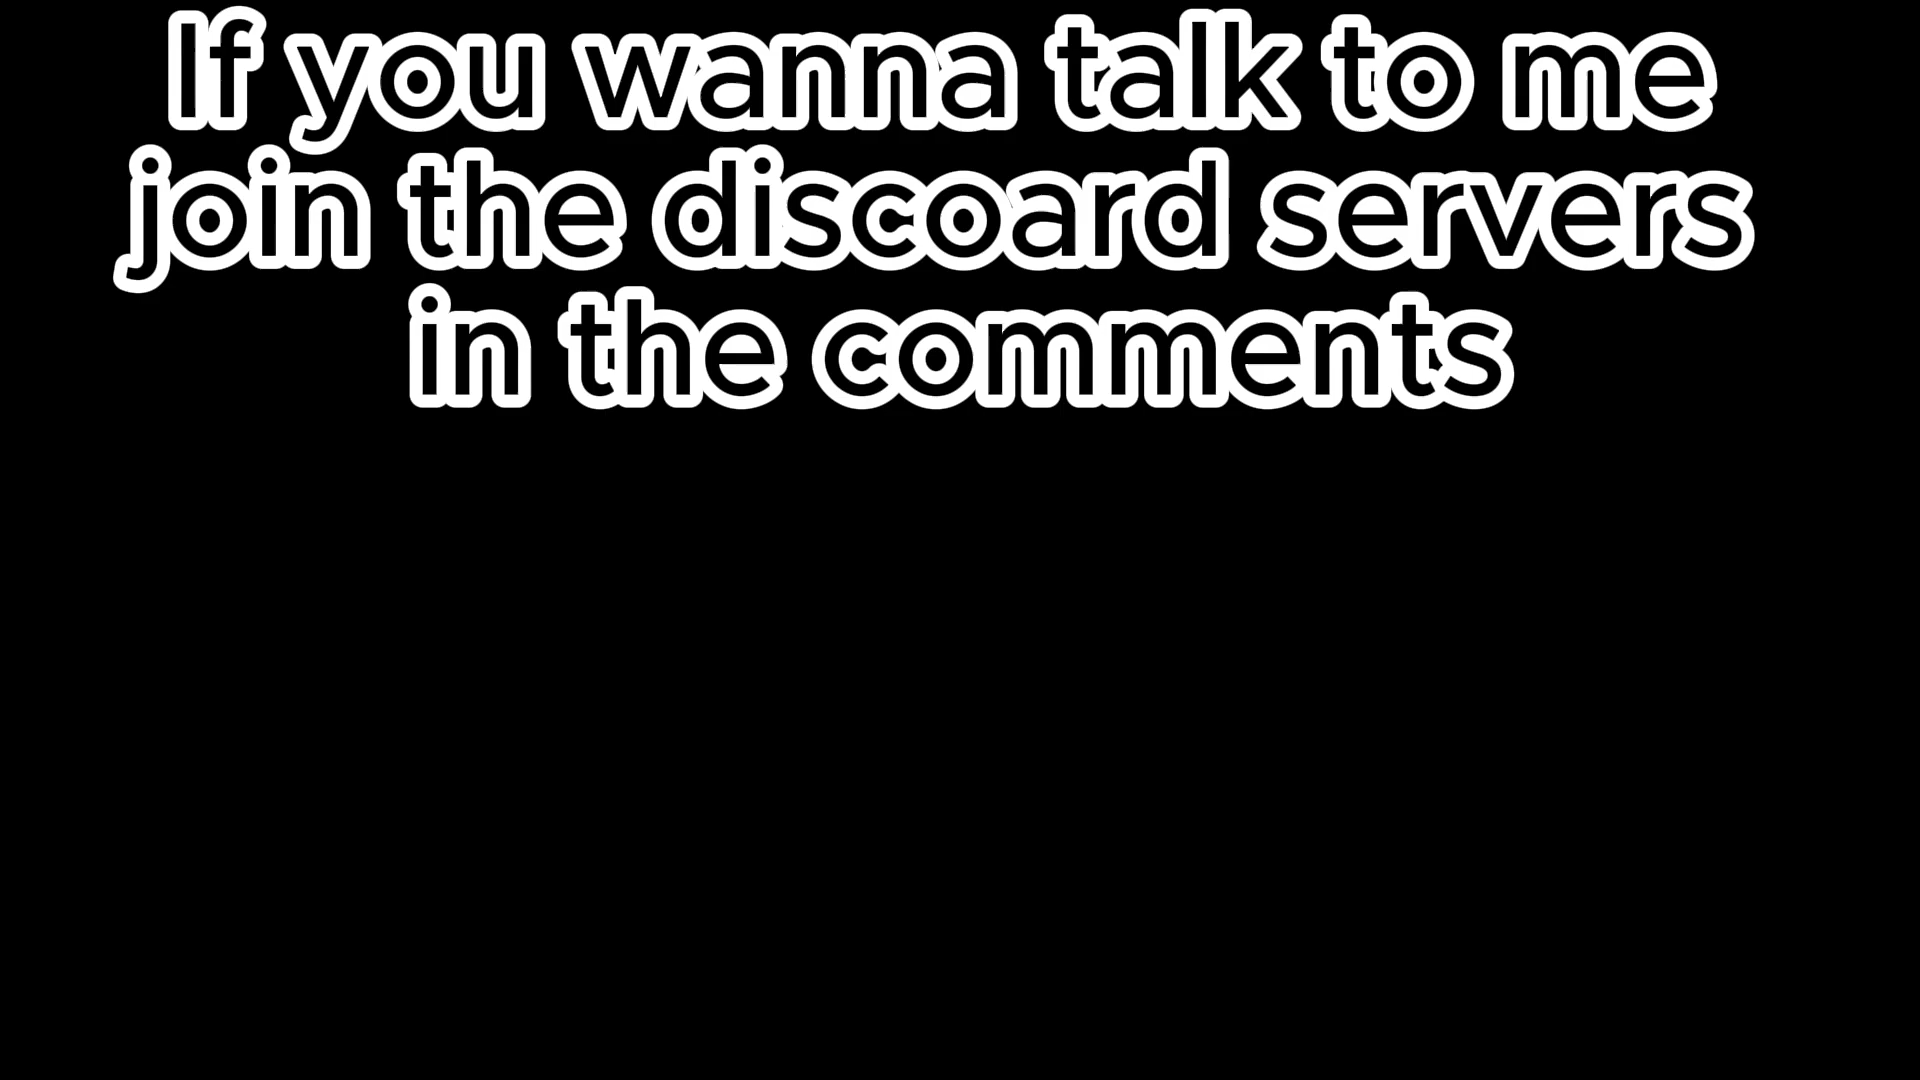 If you wanna talk to me
join the discoard servers
in the comments